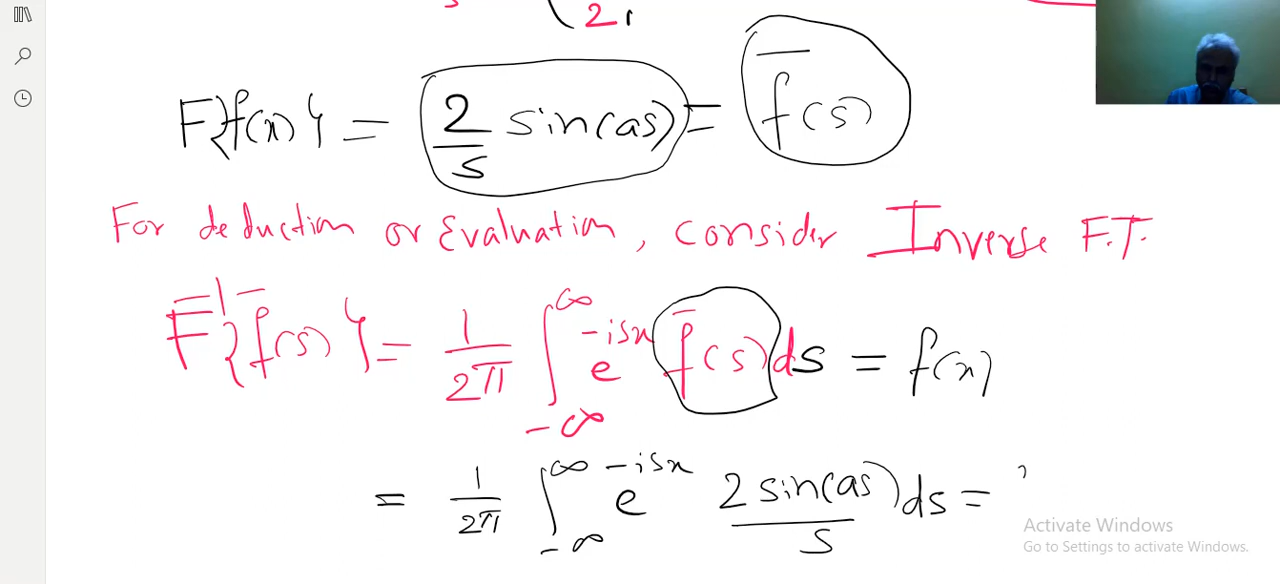 2
F{f(x)} = 2/s sin(as) = f̄(s)
For deduction or Evaluation, consider Inverse F.T.
F⁻¹{f̄(s)} = 1/2π ∫_{-∞}^{∞} e^{-isx} f̄(s) ds = f(x)
= 1/2π ∫_{-∞}^{∞} e^{-isx} 2 sin(as)/s ds =
Activate Windows
Go to Settings to activate Windows.